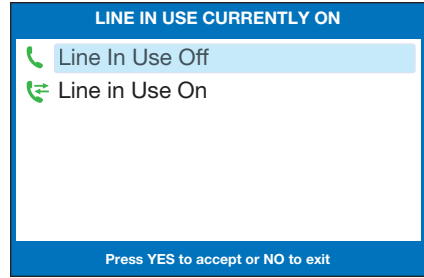 LINE IN USE CURRENTLY ON
Line In Use Off
Line in Use On
Press YES to accept or NO to exit